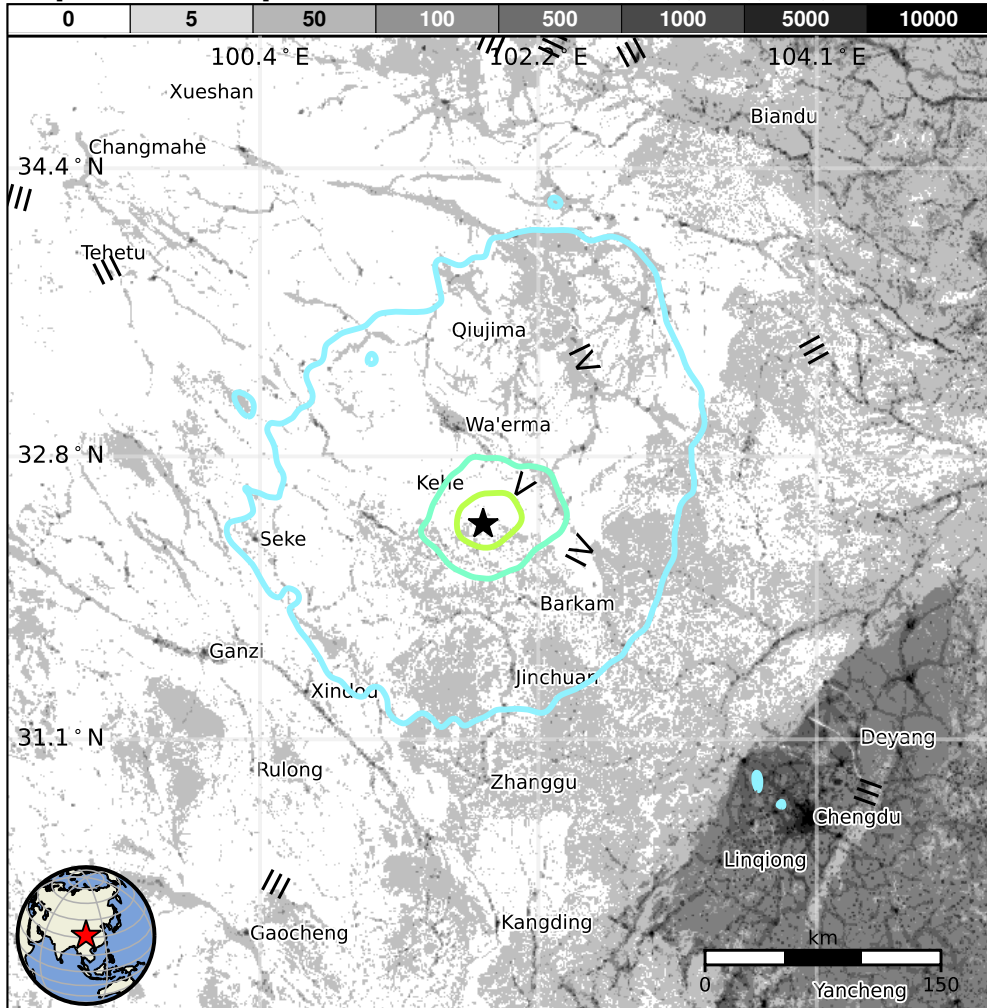 0 5 50 100 500 1000 5000 10000
100.4°E 102.2°E 104.1°E
III III III
Xueshan
Biandu
Changmahe
34.4°N
III
Tehetu
III
Qiujima
IV
III
Wa'erma
32.8°N
Kehe
V
Seke
IV
Barkam
Ganzi
Jinchuan
Xindou
31.1°N
Deyang
Rulong
Zhanggu
III
Chengdu
Linqiong
III
Kangding
Gaocheng
km
0 150
Yancheng